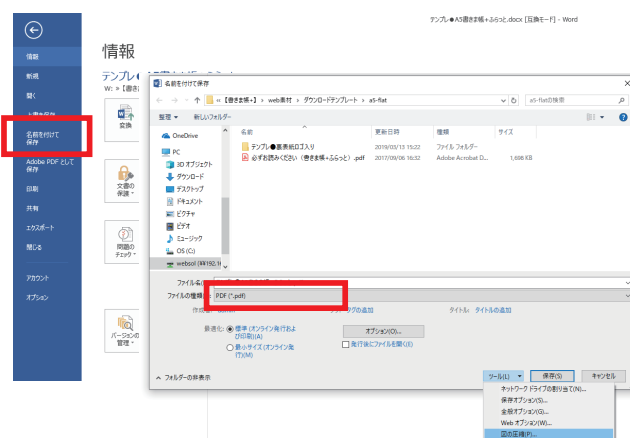 テンプレ●A5書きま帳+ふらっと.docx [互換モード] - Word
情報
情報
新規
開く
名前を付けて
保存
Adobe PDF として
保存
印刷
共有
エクスポート
閉じる
アカウント
オプション
変換
文書の
保護
問題の
チェック
バージョンの
管理
名前を付けて保存
« 【書きま帳+】 › web素材 › ダウンロードテンプレート › a5-flat
a5-flatの検索
整理
新しいフォルダー
名前
更新日時
種類
サイズ
テンプレ●裏表紙ロゴ入り
2019/03/13 15:22
ファイル フォルダー
必ずお読みください（書きま帳+ふらっと）.pdf
2017/09/06 16:32
Adobe Acrobat D...
1,698 KB
OneDrive
PC
3D オブジェクト
ダウンロード
デスクトップ
ドキュメント
ピクチャ
ビデオ
ミュージック
OS (C:)
ファイル名(
ファイルの種類(
PDF (*.pdf)
グの追加
タイトル: タイトルの追加
最適化:
標準 (オンライン発行およ
び印刷)(A)
最小サイズ (オンライン発
行)(M)
オプション(O)...
発行後にファイルを開く(E)
フォルダーの非表示
ツール(L)
保存(S)
キャンセル
ネットワーク ドライブの割り当て(N)...
保存オプション(S)...
全般オプション(G)...
Web オプション(W)...
図の圧縮(P)...